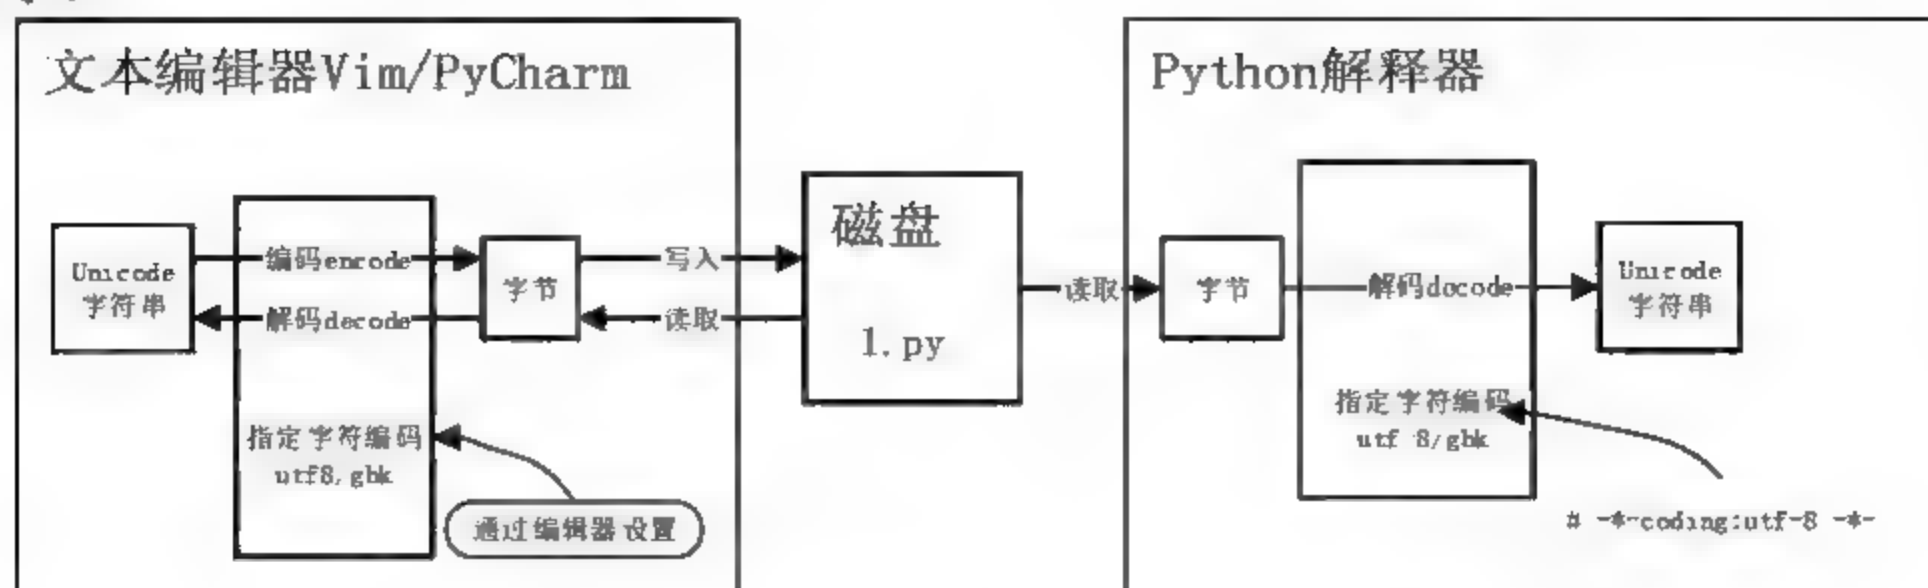 文本编辑器Vim/PyCharm
Unicode
字符串
编码encode
解码decode
字节
写入
读取
指定字符编码
utf8,gbk
通过编辑器设置
磁盘
1.py
读取
Python解释器
字节
解码docode
Unicode
字符串
指定字符编码
utf 8/gbk
# -*-coding:utf-8 -*-